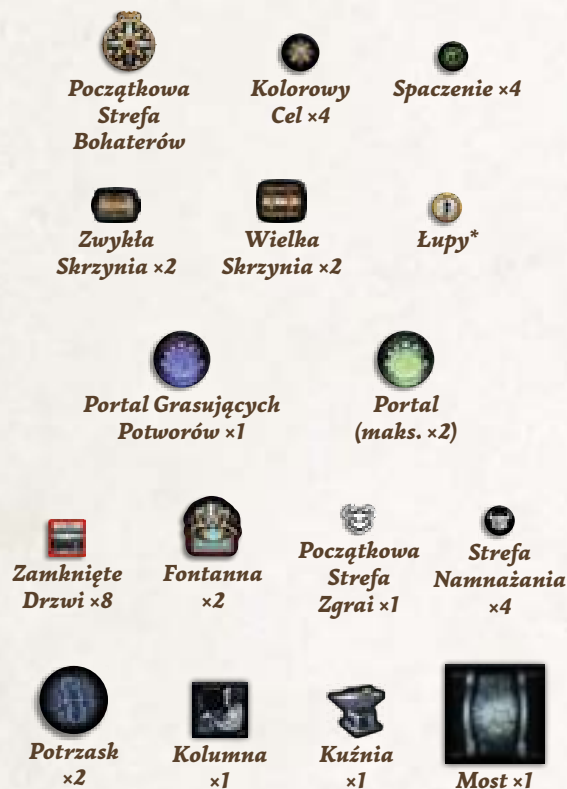 Początkowa
Strefa
Bohaterów
Kolorowy
Cel ×4
Spaczenie ×4
Zwykła
Skrzynia ×2
Wielka
Skrzynia ×2
Łupy*
Portal Grasujących
Potworów ×1
Portal
(maks. ×2)
Zamknięte
Drzwi ×8
Fontanna
×2
Początkowa
Strefa
Zgrai ×1
Strefa
Namnażania
×4
Potrzask
×2
Kolumna
×1
Kuźnia
×1
Most ×1